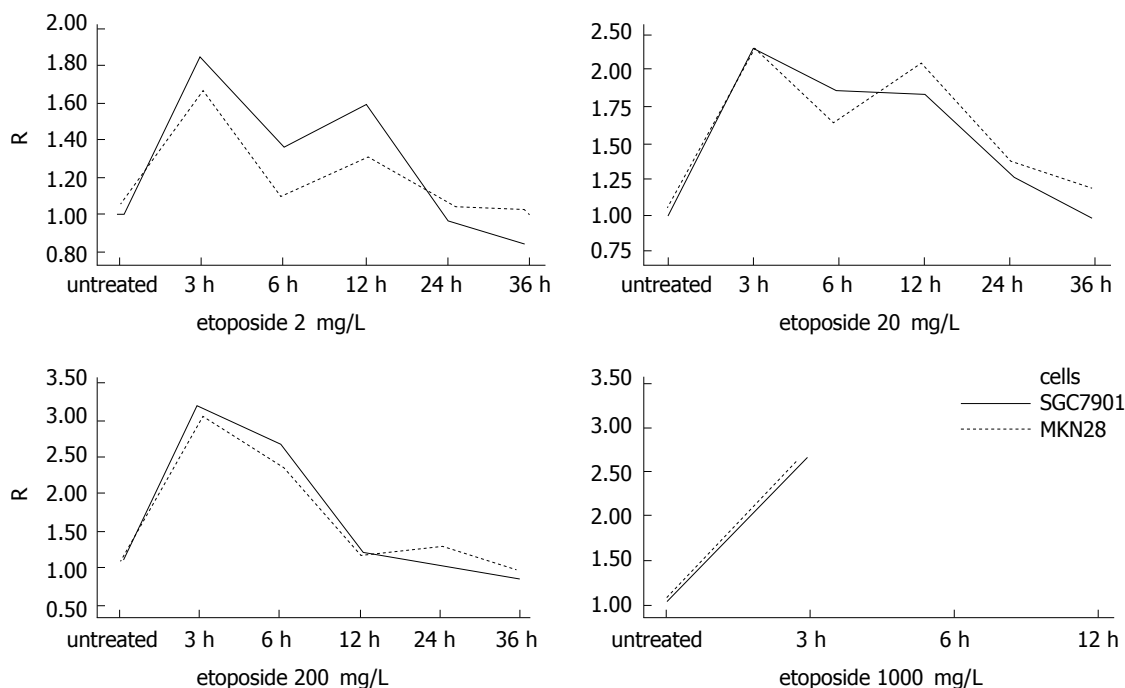 2.00
1.80
1.60
1.40
1.20
1.00
0.80
R
untreated 3 h 6 h 12 h 24 h 36 h
etoposide 2 mg/L
2.50
2.00
1.75
1.50
1.25
1.00
0.75
untreated 3 h 6 h 12 h 24 h 36 h
etoposide 20 mg/L
3.50
3.00
2.50
2.00
1.50
1.00
0.50
R
untreated 3 h 6 h 12 h 24 h 36 h
etoposide 200 mg/L
3.50
3.00
2.50
2.00
1.50
1.00
cells
SGC7901
MKN28
untreated 3 h 6 h 12 h
etoposide 1000 mg/L